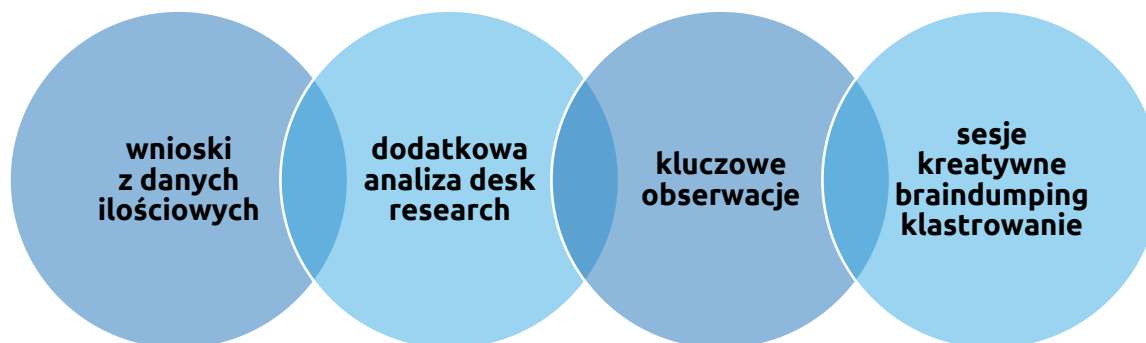 wnioski
z danych
ilościowych
dodatkowa
analiza desk
research
kluczowe
obserwacje
sesje
kreatywne
braindumping
klastrowanie